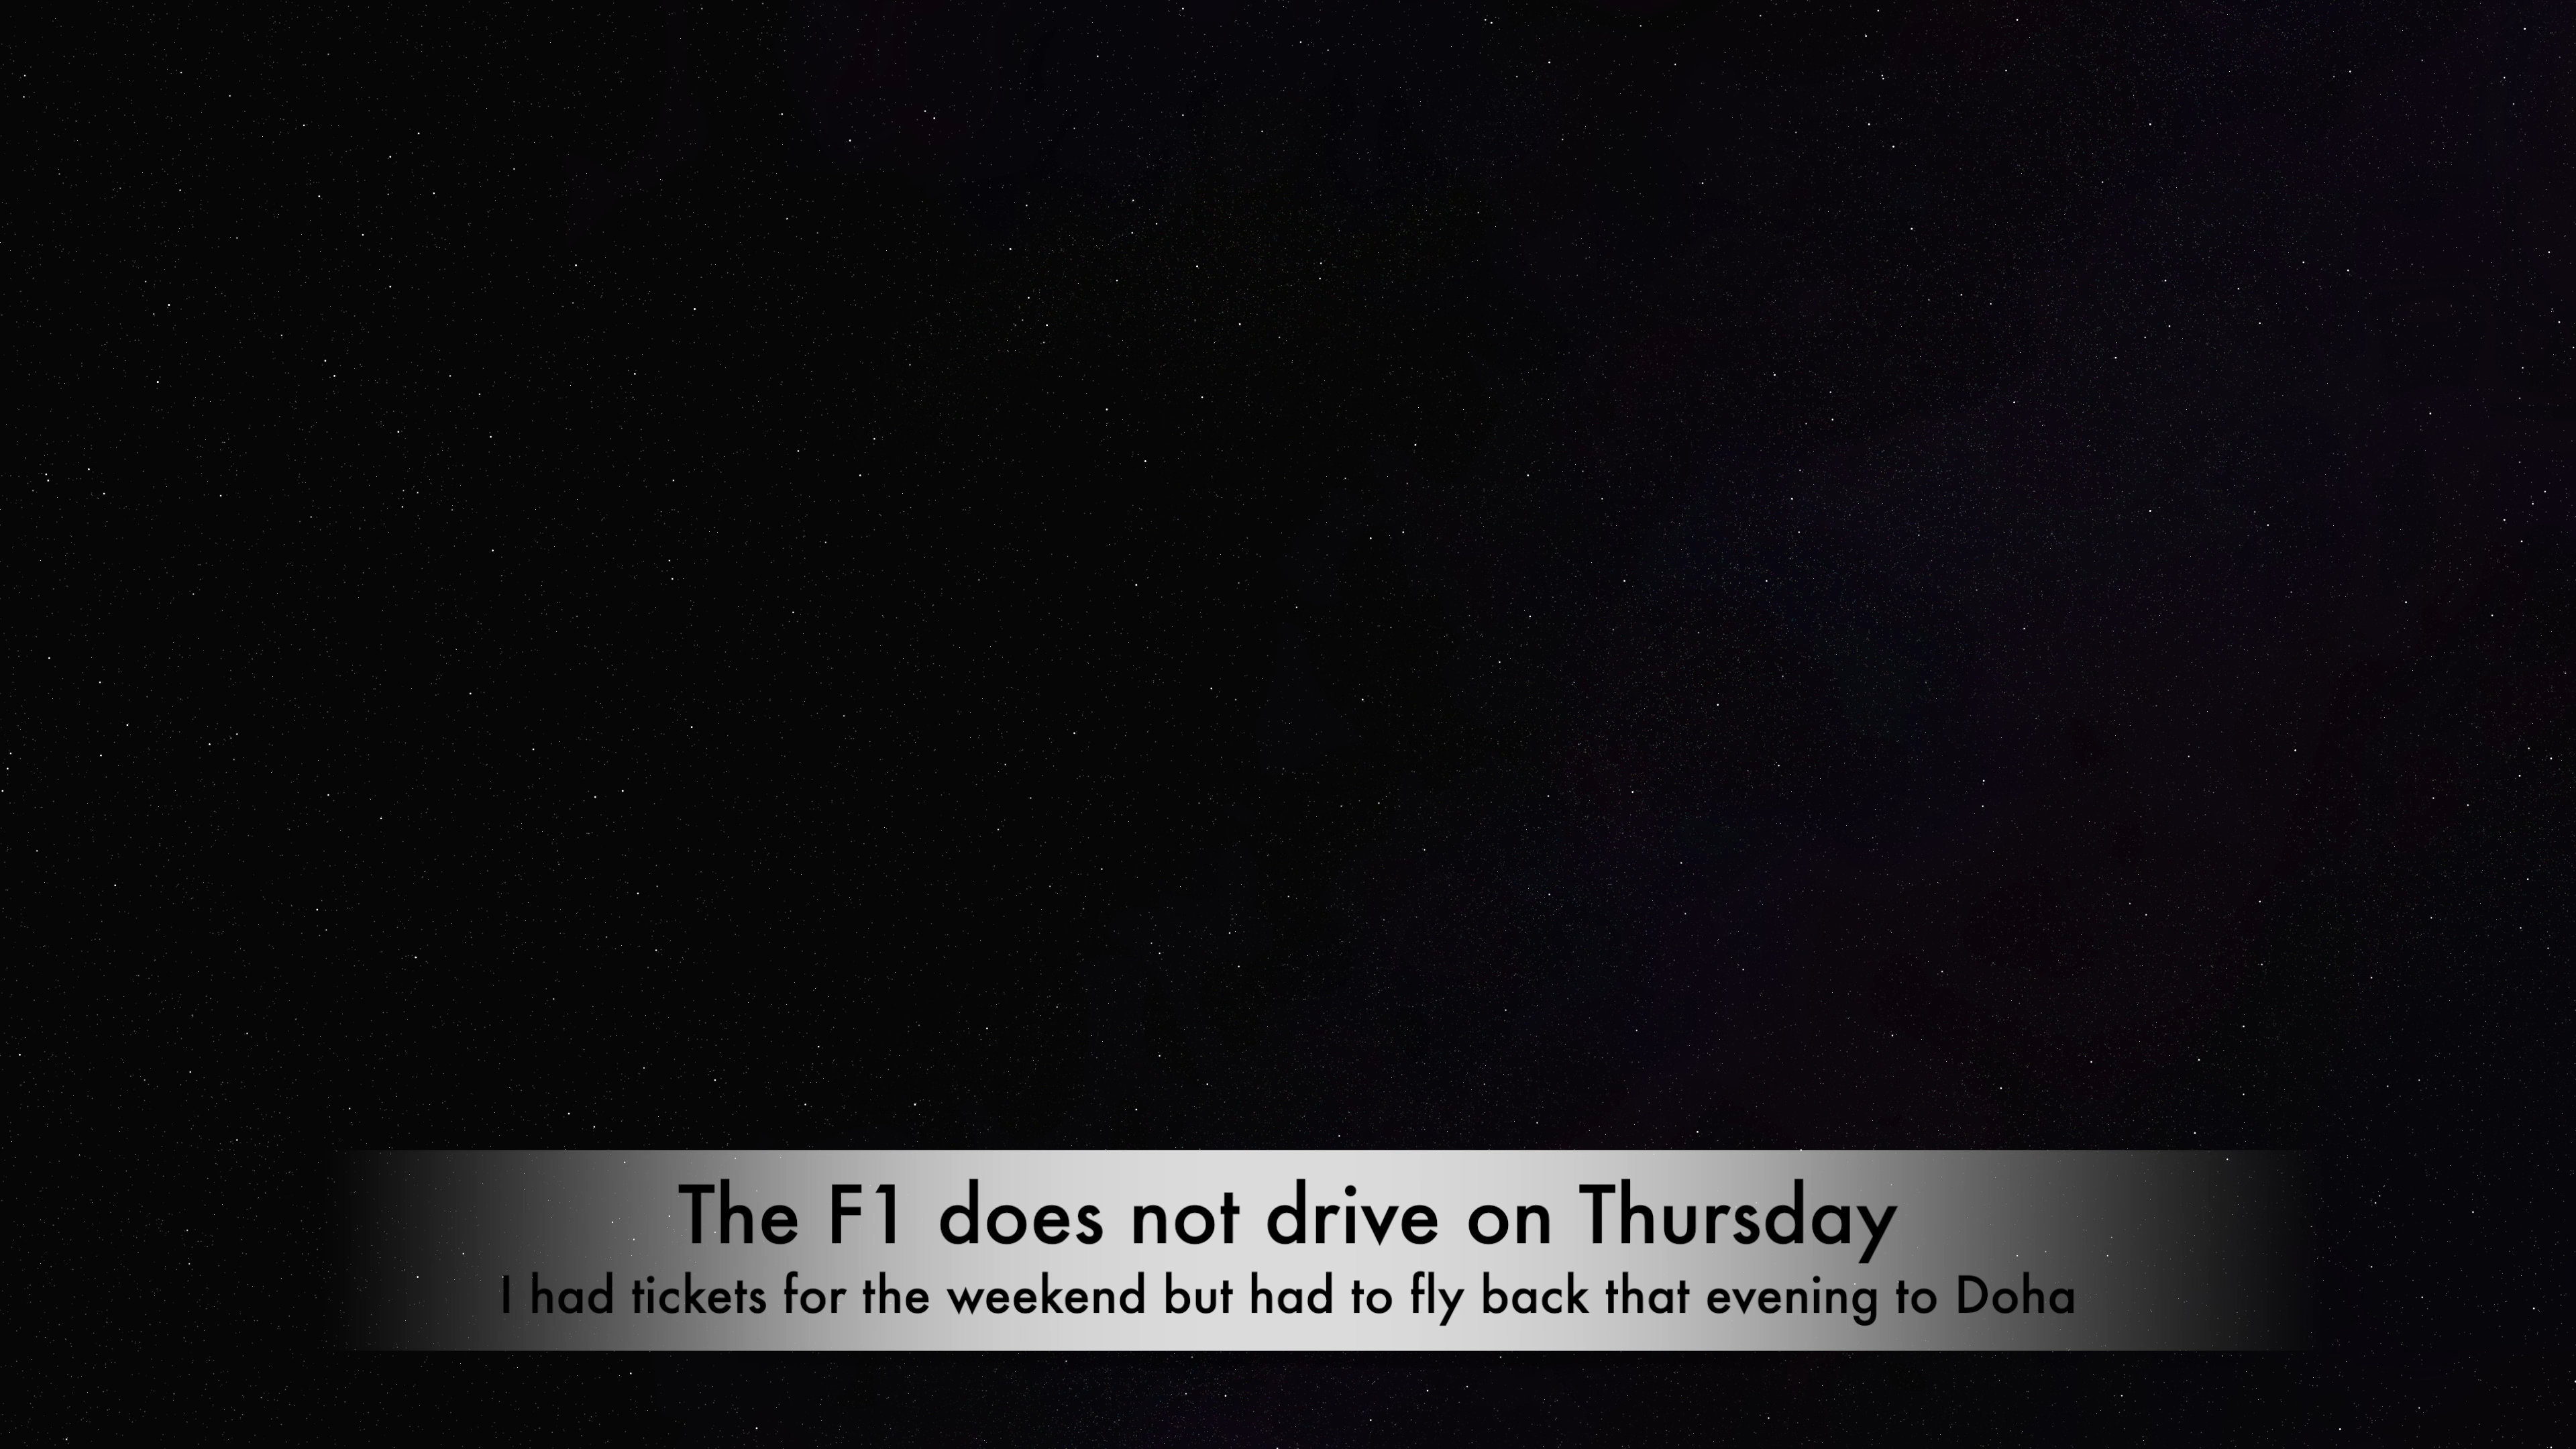 The F1 does not drive on Thursday
I had tickets for the weekend but had to fly back that evening to Doha